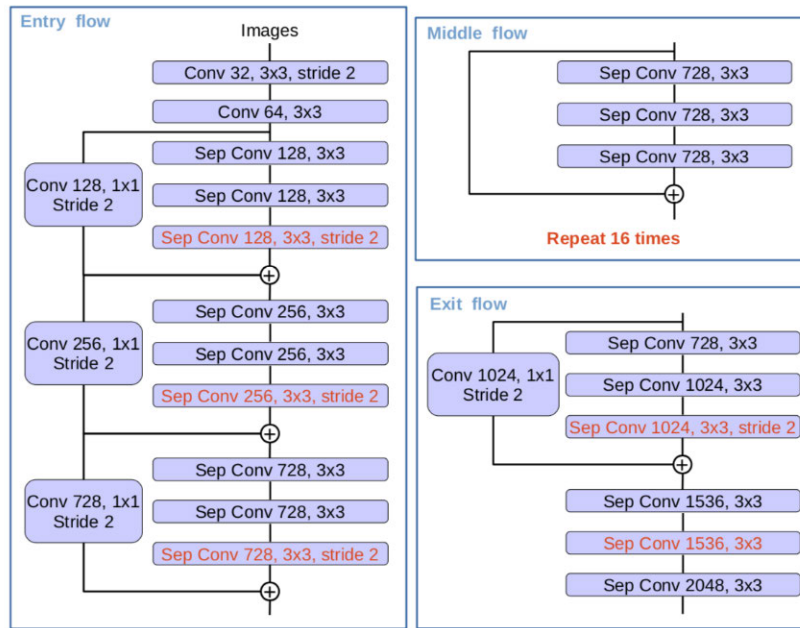 Entry flow
Images
Conv 32, 3x3, stride 2
Conv 64, 3x3
Sep Conv 128, 3x3
Conv 128, 1x1
Stride 2
Sep Conv 128, 3x3
Sep Conv 128, 3x3, stride 2
+
Sep Conv 256, 3x3
Conv 256, 1x1
Stride 2
Sep Conv 256, 3x3
Sep Conv 256, 3x3, stride 2
+
Sep Conv 728, 3x3
Conv 728, 1x1
Stride 2
Sep Conv 728, 3x3
Sep Conv 728, 3x3, stride 2
+
Middle flow
Sep Conv 728, 3x3
Sep Conv 728, 3x3
Sep Conv 728, 3x3
+
Repeat 16 times
Exit flow
Sep Conv 728, 3x3
Conv 1024, 1x1
Stride 2
Sep Conv 1024, 3x3
Sep Conv 1024, 3x3, stride 2
+
Sep Conv 1536, 3x3
Sep Conv 1536, 3x3
Sep Conv 2048, 3x3